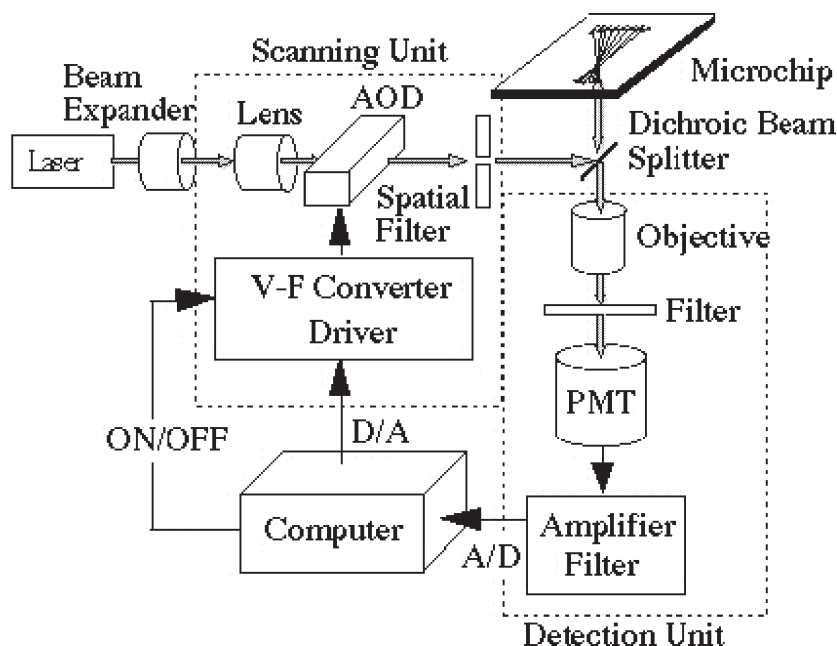 Scanning Unit
Microchip
Beam
Expander
Lens
AOD
Dichroic Beam
Splitter
Laser
Spatial
Filter
Objective
V-F Converter
Driver
Filter
PMT
ON/OFF
D/A
Computer
A/D
Amplifier
Filter
Detection Unit